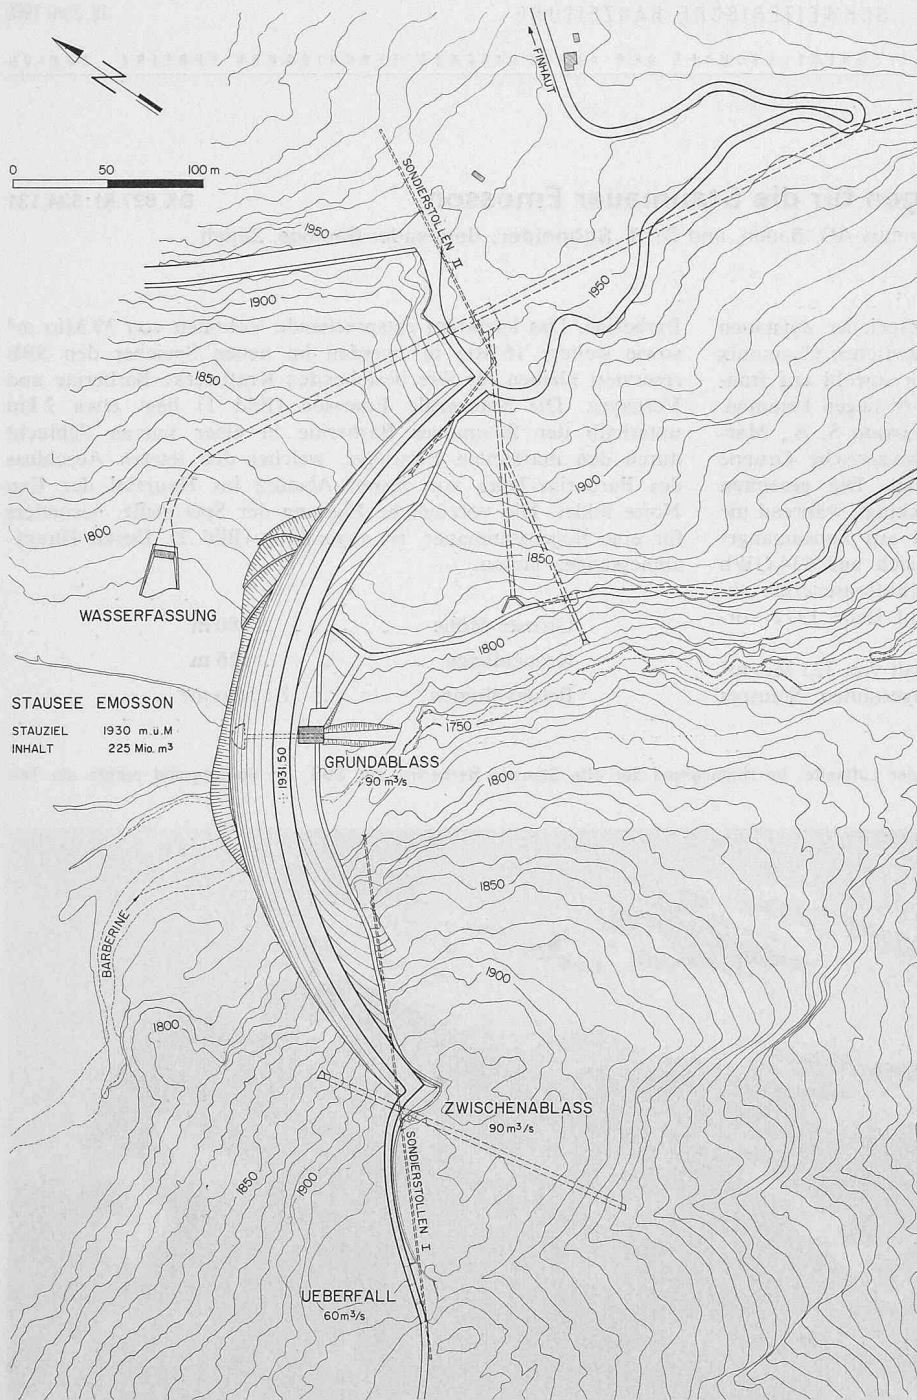 FINHAUT
0 50 100 m
SONDIERSTOLLEN II
1950
1900
1950
1850
1900
1800
1850
WASSERFASSUNG
1800
STAUSEE EMOSSON
STAUZIEL 1930 m.ü.M
INHALT 225 Mio. m³
1750
GRUNDABLASS
90 m³/s
1931.50
1800
1850
BARBERINE
1900
1800
ZWISCHENABLASS
90 m³/s
SONDIERSTOLLEN I
1850
1900
UEBERFALL
60 m³/s